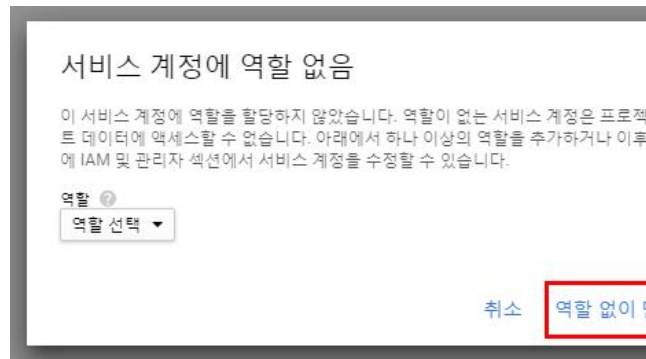 서비스 계정에 역할 없음
이 서비스 계정에 역할을 할당하지 않았습니다. 역할이 없는 서비스 계정은 프로젝
트 데이터에 액세스할 수 없습니다. 아래에서 하나 이상의 역할을 추가하거나 이후
에 IAM 및 관리자 섹션에서 서비스 계정을 수정할 수 있습니다.
역할
역할 선택
취소 역할 없이